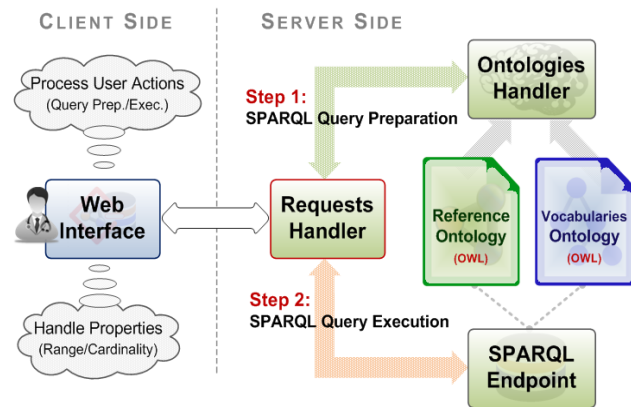 CLIENT SIDE
SERVER SIDE
Process User Actions
(Query Prep./Exec.)
Ontologies
Handler
Step 1:
SPARQL Query Preparation
Web
Interface
Requests
Handler
Reference
Ontology
(OWL)
Vocabularies
Ontology
(OWL)
Step 2:
SPARQL Query Execution
Handle Properties
(Range/Cardinality)
SPARQL
Endpoint